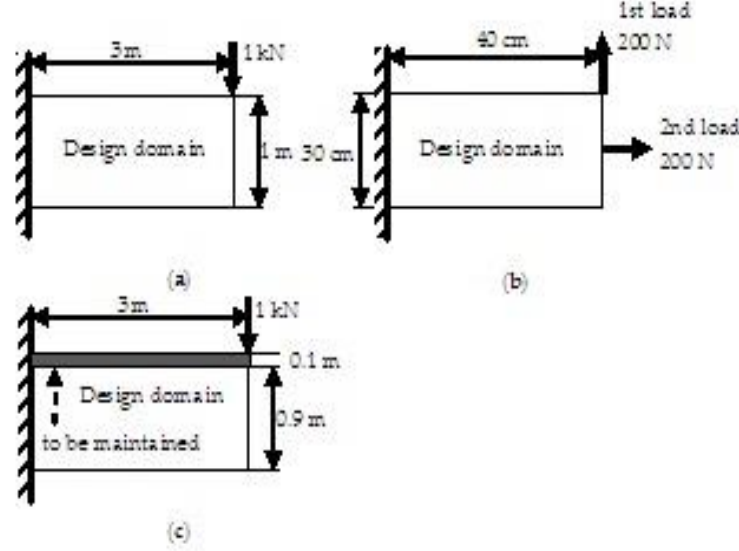 3m
1 kN
Design domain
1 m
(a)
40 cm
1st load
200 N
30 cm
Design domain
2nd load
200 N
(b)
3m
1 kN
0.1 m
Design domain
0.9 m
to be maintained
(c)